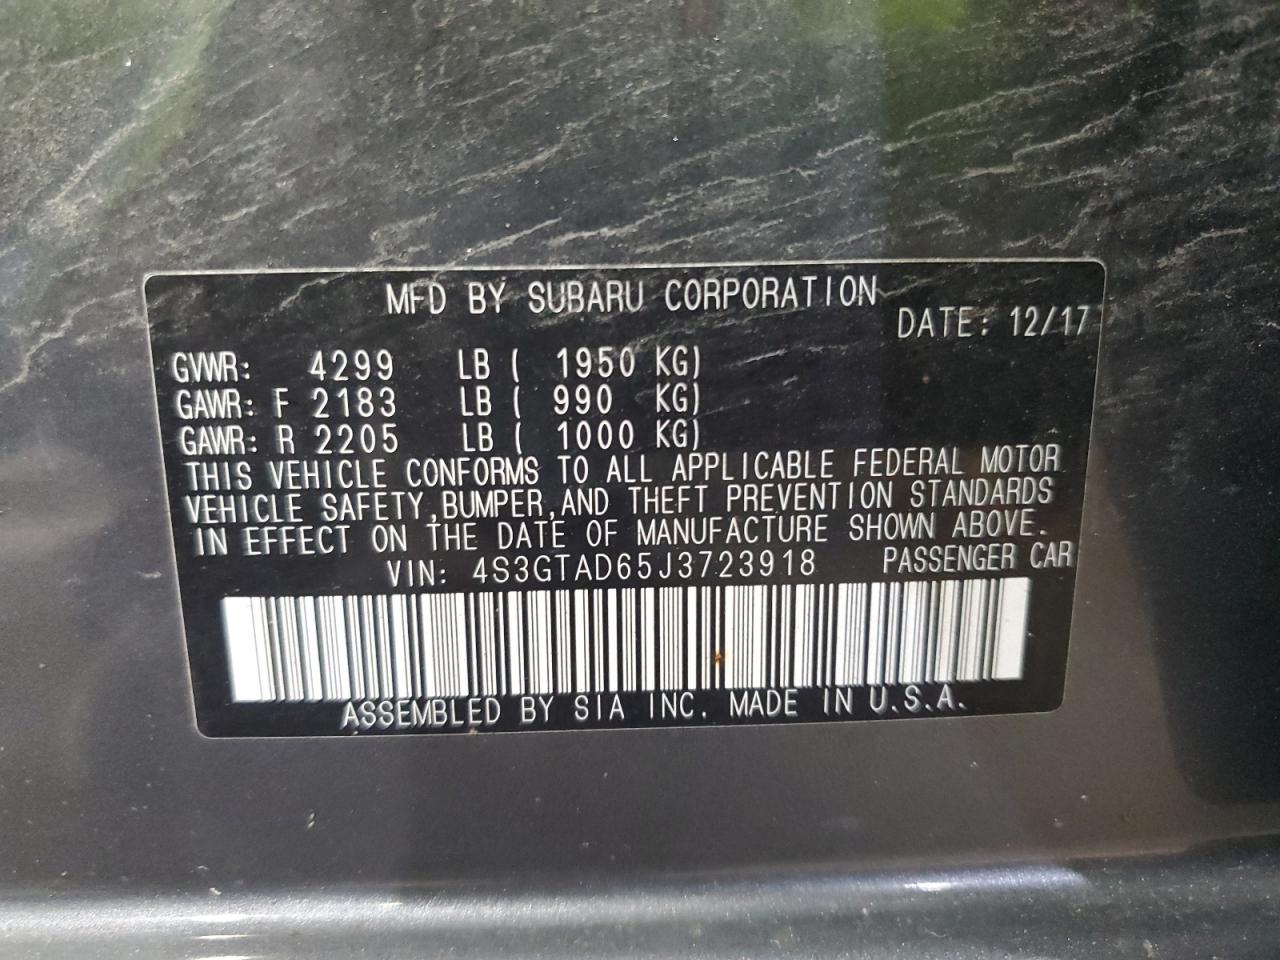 MFD BY SUBARU CORPORATION
DATE: 12/17
GVWR: 4299 LB ( 1950 KG)
GAWR: F 2183 LB ( 990 KG)
GAWR: R 2205 LB ( 1000 KG)
THIS VEHICLE CONFORMS TO ALL APPLICABLE FEDERAL MOTOR
VEHICLE SAFETY,BUMPER,AND THEFT PREVENTION STANDARDS
IN EFFECT ON THE DATE OF MANUFACTURE SHOWN ABOVE.
VIN: 4S3GTAD65J3723918 PASSENGER CAR
ASSEMBLED BY SIA INC. MADE IN U.S.A.